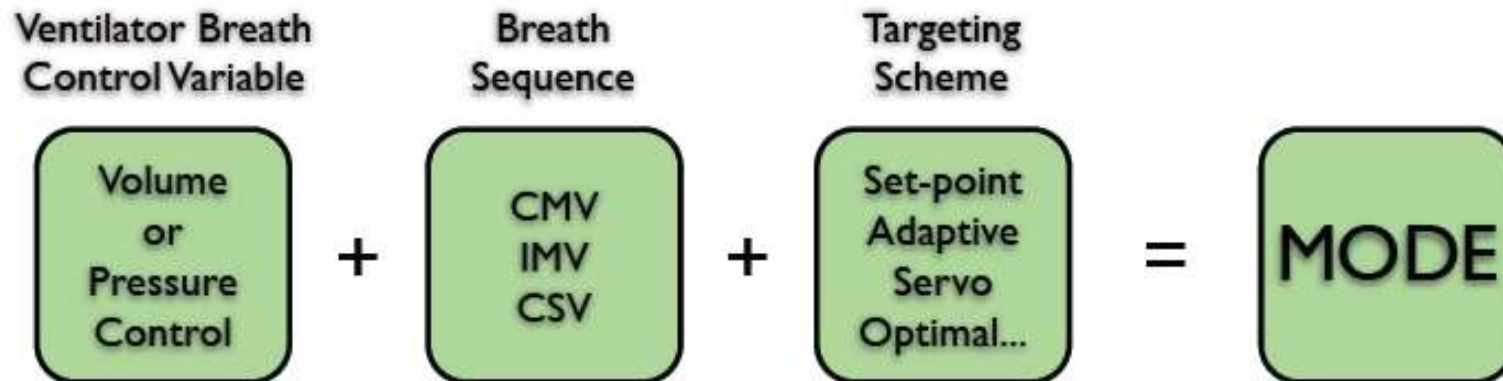 Ventilator Breath
Control Variable
Breath
Sequence
Targeting
Scheme
Volume
or
Pressure
Control
+
CMV
IMV
CSV
+
Set-point
Adaptive
Servo
Optimal...
=
MODE